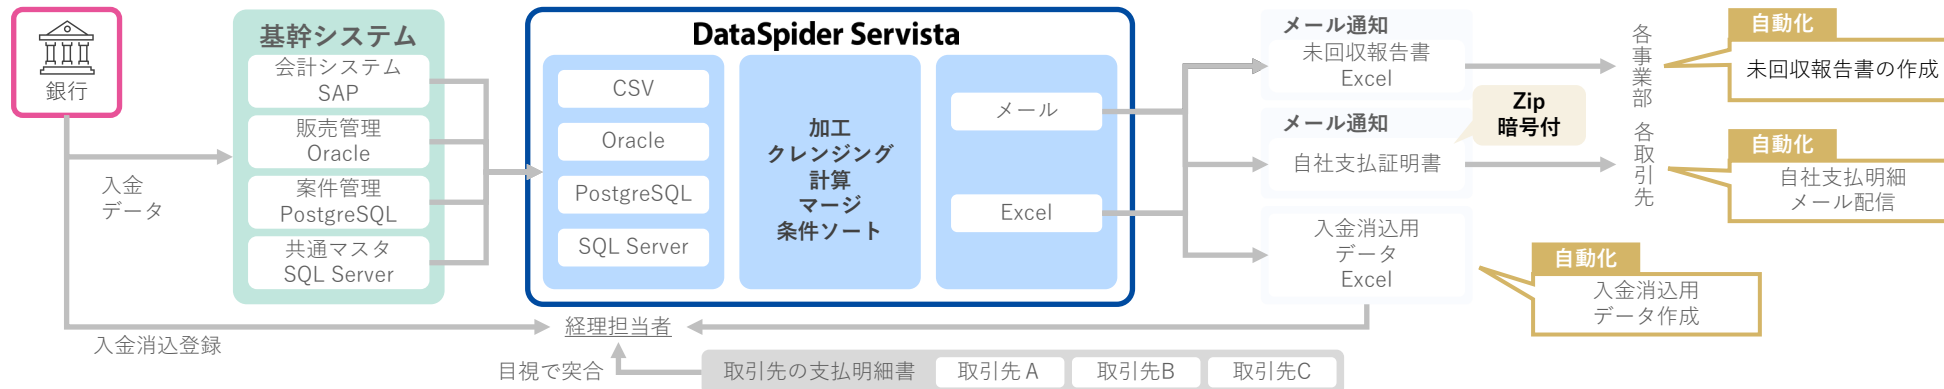 銀行
入金
データ
入金消込登録
基幹システム
会計システム
SAP
販売管理
Oracle
案件管理
PostgreSQL
共通マスタ
SQL Server
DataSpider Servista
CSV
Oracle
PostgreSQL
SQL Server
加工
クレンジング
計算
マージ
条件ソート
メール
Excel
メール通知
未回収報告書
Excel
メール通知
自社支払証明書
Zip
暗号付
入金消込用
データ
Excel
各事業部
各取引先
自動化
未回収報告書の作成
自動化
自社支払明細
メール配信
自動化
入金消込用
データ作成
経理担当者
目視で突合
取引先の支払明細書
取引先 A
取引先B
取引先C